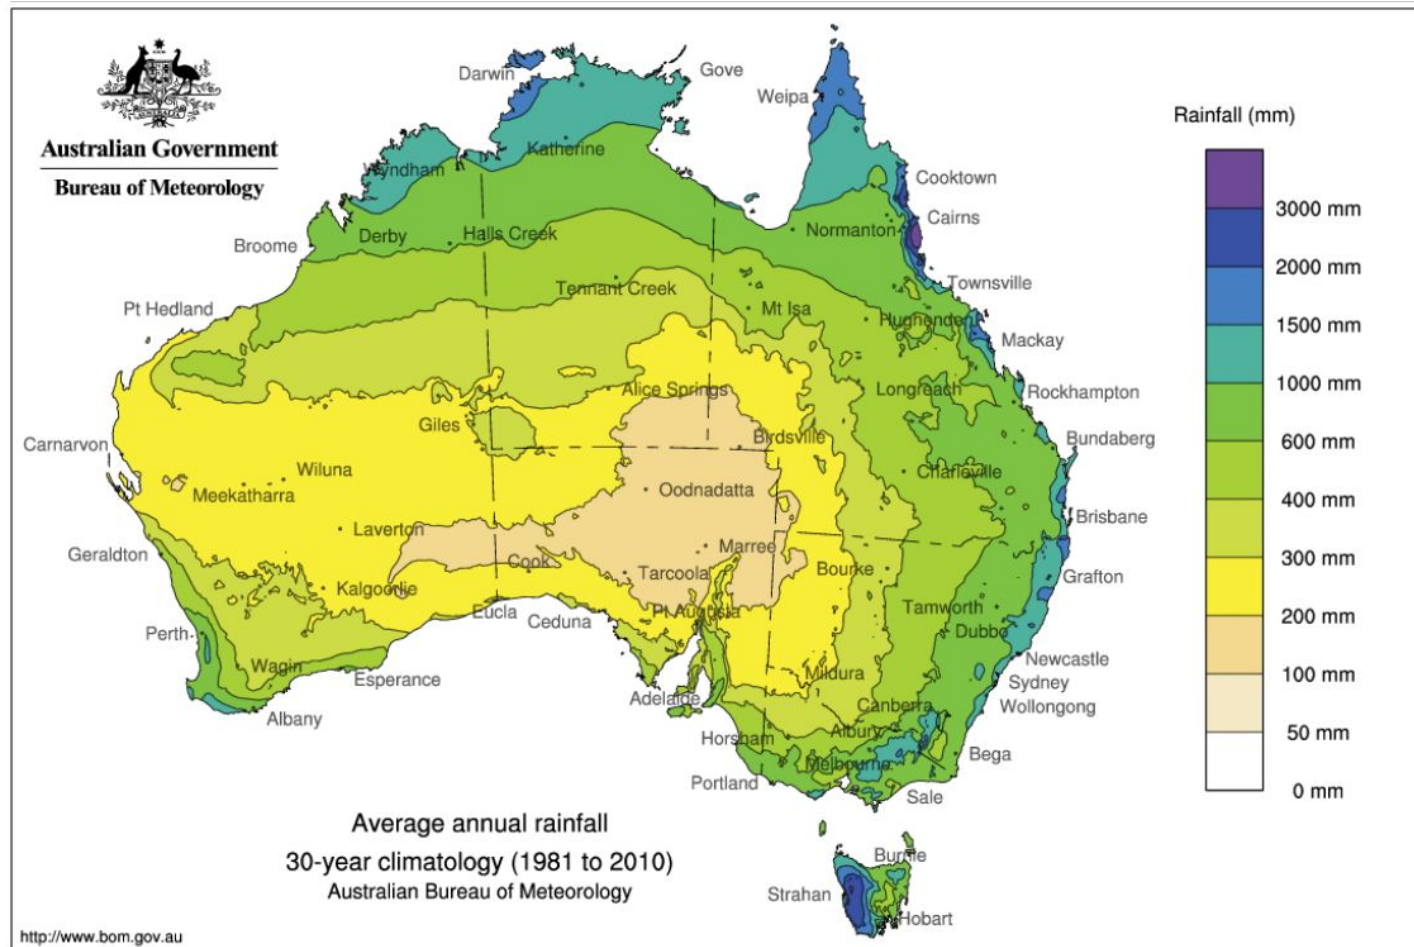 Australian Government
Bureau of Meteorology
AUSTRALIA
Darwin
Gove
Weipa
Wyndham
Katherine
Cooktown
Cairns
Broome
Derby
Halls Creek
Normanton
Townsville
Tennant Creek
Mt Isa
Hughenden
Pt Hedland
Mackay
Alice Springs
Longreach
Rockhampton
Giles
Birdsville
Bundaberg
Carnarvon
Wiluna
Charleville
Meekatharra
Oodnadatta
Brisbane
Laverton
Geraldton
Cook
Marree
Tarcoola
Bourke
Grafton
Kalgoorlie
Eucla
Ceduna
Pt Augusta
Tamworth
Perth
Dubbo
Wagin
Esperance
Mildura
Newcastle
Sydney
Adelaide
Canberra
Wollongong
Albany
Horsham
Albury
Melbourne
Bega
Portland
Sale
Burnie
Strahan
Hobart
Rainfall (mm)
3000 mm
2000 mm
1500 mm
1000 mm
600 mm
400 mm
300 mm
200 mm
100 mm
50 mm
0 mm
Average annual rainfall
30-year climatology (1981 to 2010)
Australian Bureau of Meteorology
http://www.bom.gov.au